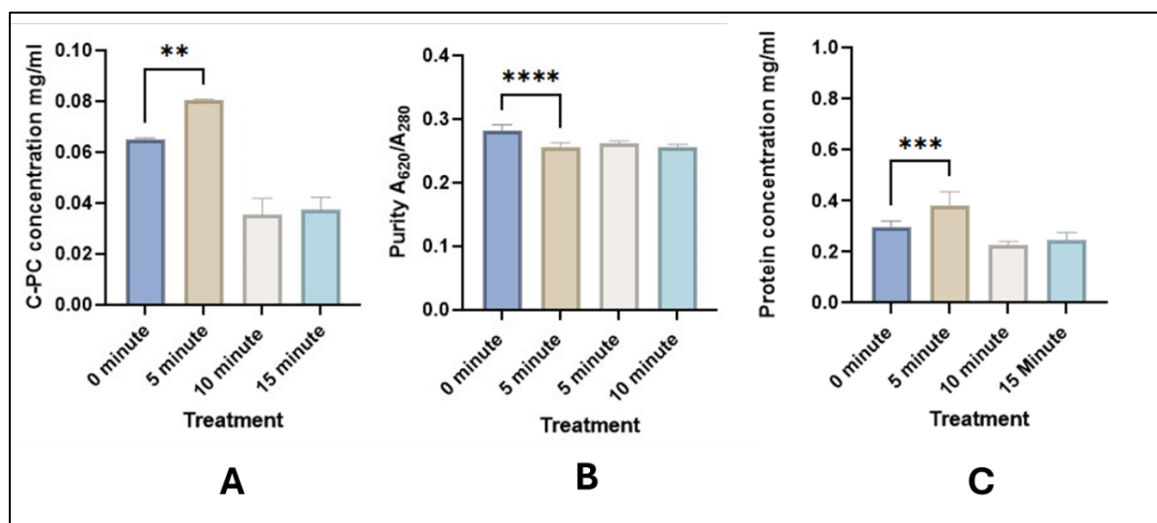 C-PC concentration mg/ml
0.10
0.08
0.06
0.04
0.02
0.00
**
0 minute
5 minute
10 minute
15 minute
Treatment
A
Purity A620/A280
0.4
0.3
0.2
0.1
0.0
****
0 minute
5 minute
5 minute
10 minute
Treatment
B
Protein concentration mg/ml
1.0
0.8
0.6
0.4
0.2
0.0
***
0 minute
5 minute
10 minute
15 Minute
Treatment
C